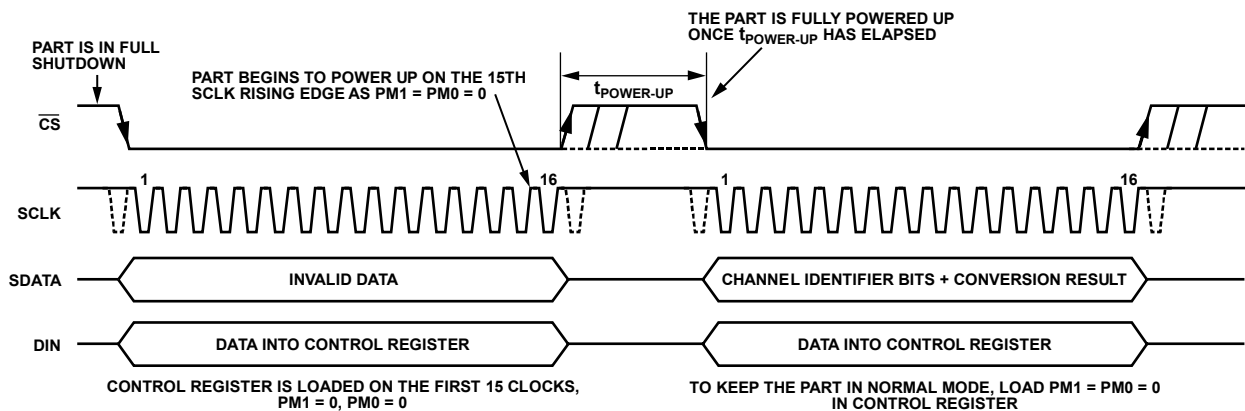 THE PART IS FULLY POWERED UP
ONCE tPOWER-UP HAS ELAPSED
PART IS IN FULL
SHUTDOWN
PART BEGINS TO POWER UP ON THE 15TH
SCLK RISING EDGE AS PM1 = PM0 = 0
tPOWER-UP
CS
1
16
1
16
SCLK
SDATA
INVALID DATA
CHANNEL IDENTIFIER BITS + CONVERSION RESULT
DIN
DATA INTO CONTROL REGISTER
DATA INTO CONTROL REGISTER
CONTROL REGISTER IS LOADED ON THE FIRST 15 CLOCKS,
PM1 = 0, PM0 = 0
TO KEEP THE PART IN NORMAL MODE, LOAD PM1 = PM0 = 0
IN CONTROL REGISTER